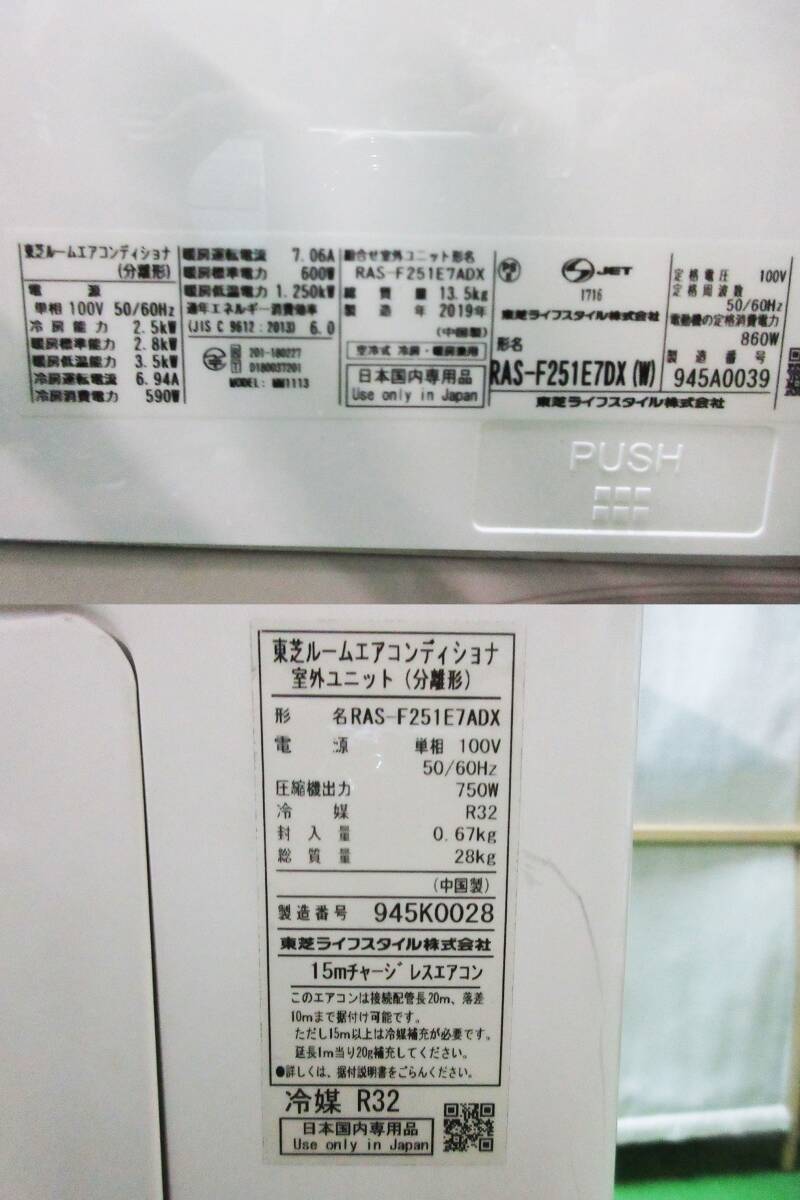 東芝ルームエアコンディショナ
(分離形)
電 源
単相 100V 50/60Hz
冷房能力 2.5kW
暖房標準能力 2.8kW
暖房低温能力 3.5kW
冷房運転電流 6.94A
冷房消費電力 590W
暖房運転電流 7.06A
暖房標準電力 600W
暖房低温電力 1.250kW
通年エネルギー消費効率
(JIS C 9612:2013) 6.0
201-180227
D180037201
MODEL: MM1113
組合せ室外ユニット形名
RAS-F251E7ADX
総質量 13.5kg
製造年 2019年
(中国製)
空冷式 冷房・暖房兼用
日本国内専用品
Use only in Japan
JET
1716
東芝ライフスタイル株式会社
形名
RAS-F251E7DX(W)
定格電圧 100V
定格周波数
50/60Hz
電動機の定格消費電力
860W
製造番号
945A0039
東芝ライフスタイル株式会社
PUSH
東芝ルームエアコンディショナ
室外ユニット(分離形)
形 名 RAS-F251E7ADX
電 源 単相 100V
50/60Hz
圧縮機出力 750W
冷 媒 R32
封入量 0.67kg
総質量 28kg
(中国製)
製造番号 945K0028
東芝ライフスタイル株式会社
15mチャージレスエアコン
このエアコンは接続配管長20m、落差
10mまで据付け可能です。
ただし15m以上は冷媒補充が必要です。
延長1m当り20g補充してください。
●詳しくは、据付説明書をごらんください。
冷媒 R32
日本国内専用品
Use only in Japan